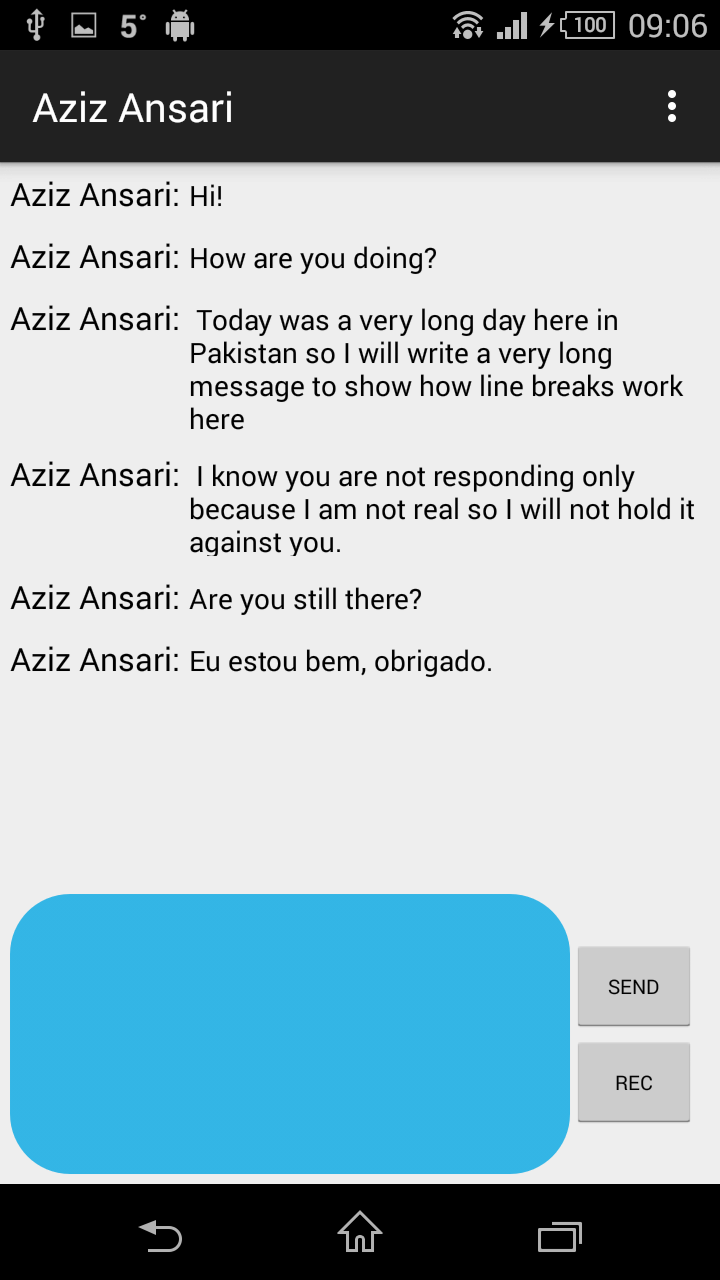 5° 100 09:06
Aziz Ansari
Aziz Ansari: Hi!
Aziz Ansari: How are you doing?
Aziz Ansari: Today was a very long day here in
Pakistan so I will write a very long
message to show how line breaks work
here
Aziz Ansari: I know you are not responding only
because I am not real so I will not hold it
against you.
Aziz Ansari: Are you still there?
Aziz Ansari: Eu estou bem, obrigado.
SEND
REC